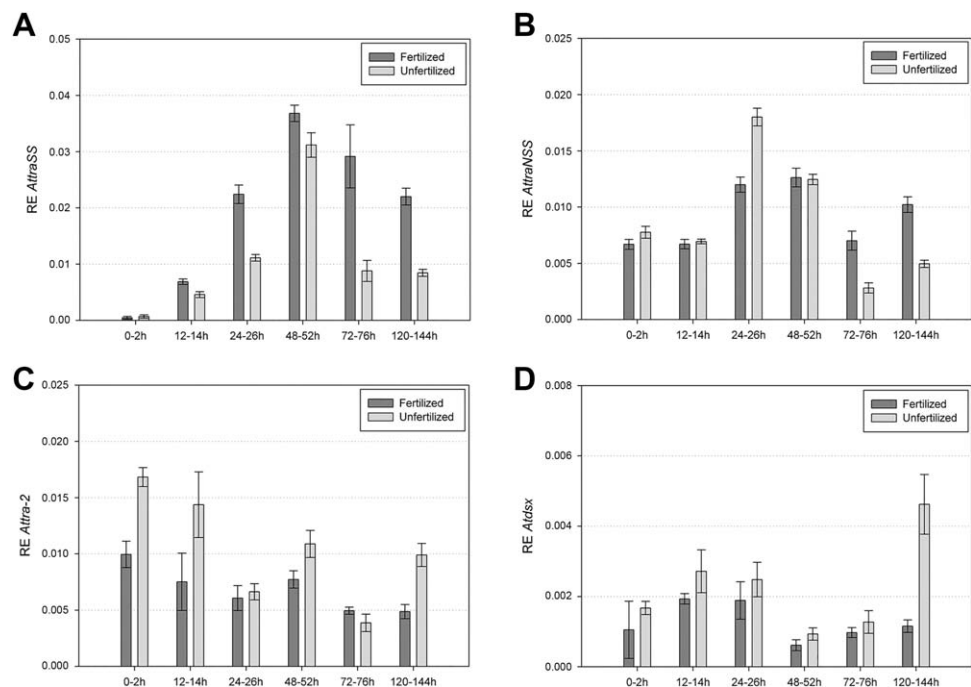 A
RE AttraSS
0.05
0.04
0.03
0.02
0.01
0.00
Fertilized
Unfertilized
0-2h 12-14h 24-26h 48-52h 72-76h 120-144h
B
RE AttraNSS
0.025
0.020
0.015
0.010
0.005
0.000
Fertilized
Unfertilized
0-2h 12-14h 24-26h 48-52h 72-76h 120-144h
C
RE Attra-2
0.025
0.020
0.015
0.010
0.005
0.000
Fertilized
Unfertilized
0-2h 12-14h 24-26h 48-52h 72-76h 120-144h
D
RE Atdsx
0.008
0.006
0.004
0.002
0.000
Fertilized
Unfertilized
0-2h 12-14h 24-26h 48-52h 72-76h 120-144h